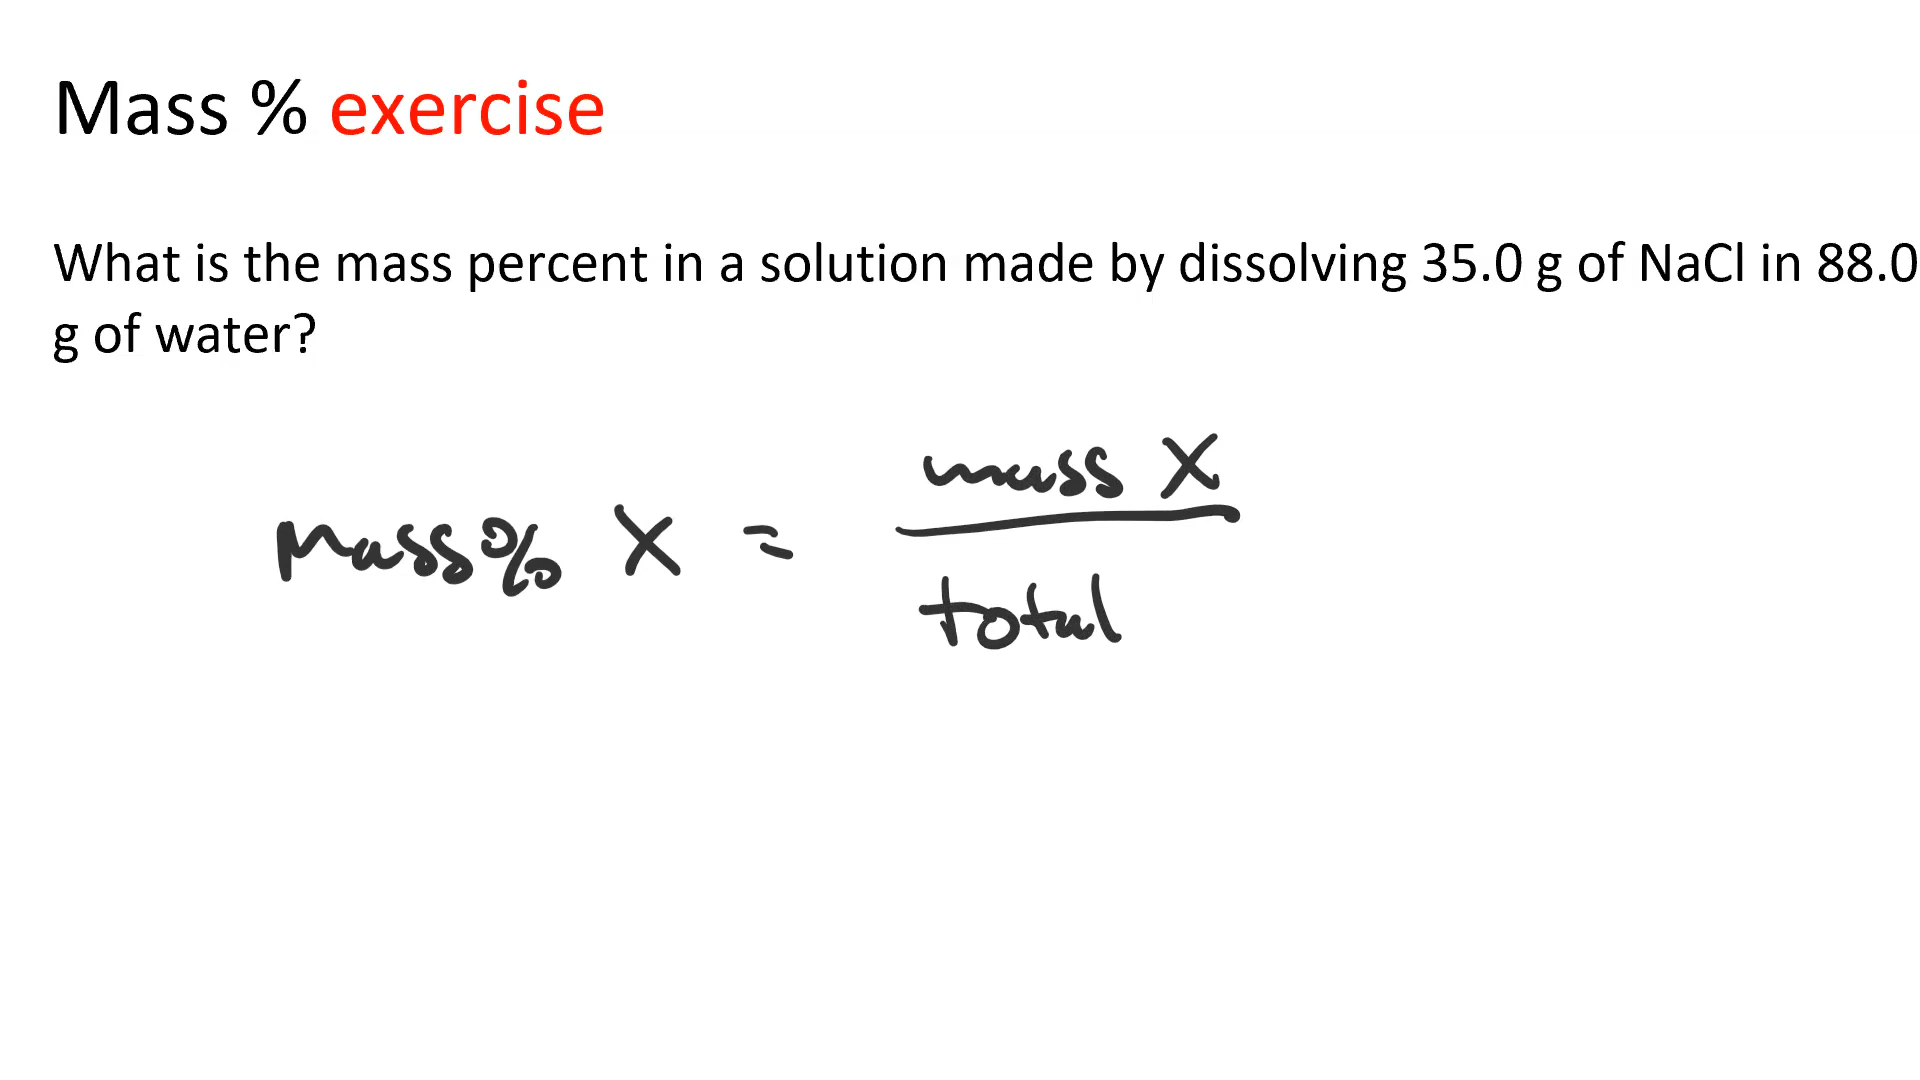 Mass % exercise
What is the mass percent in a solution made by dissolving 35.0 g of NaCl in 88.0
g of water?
mass X
Mass% X =
total